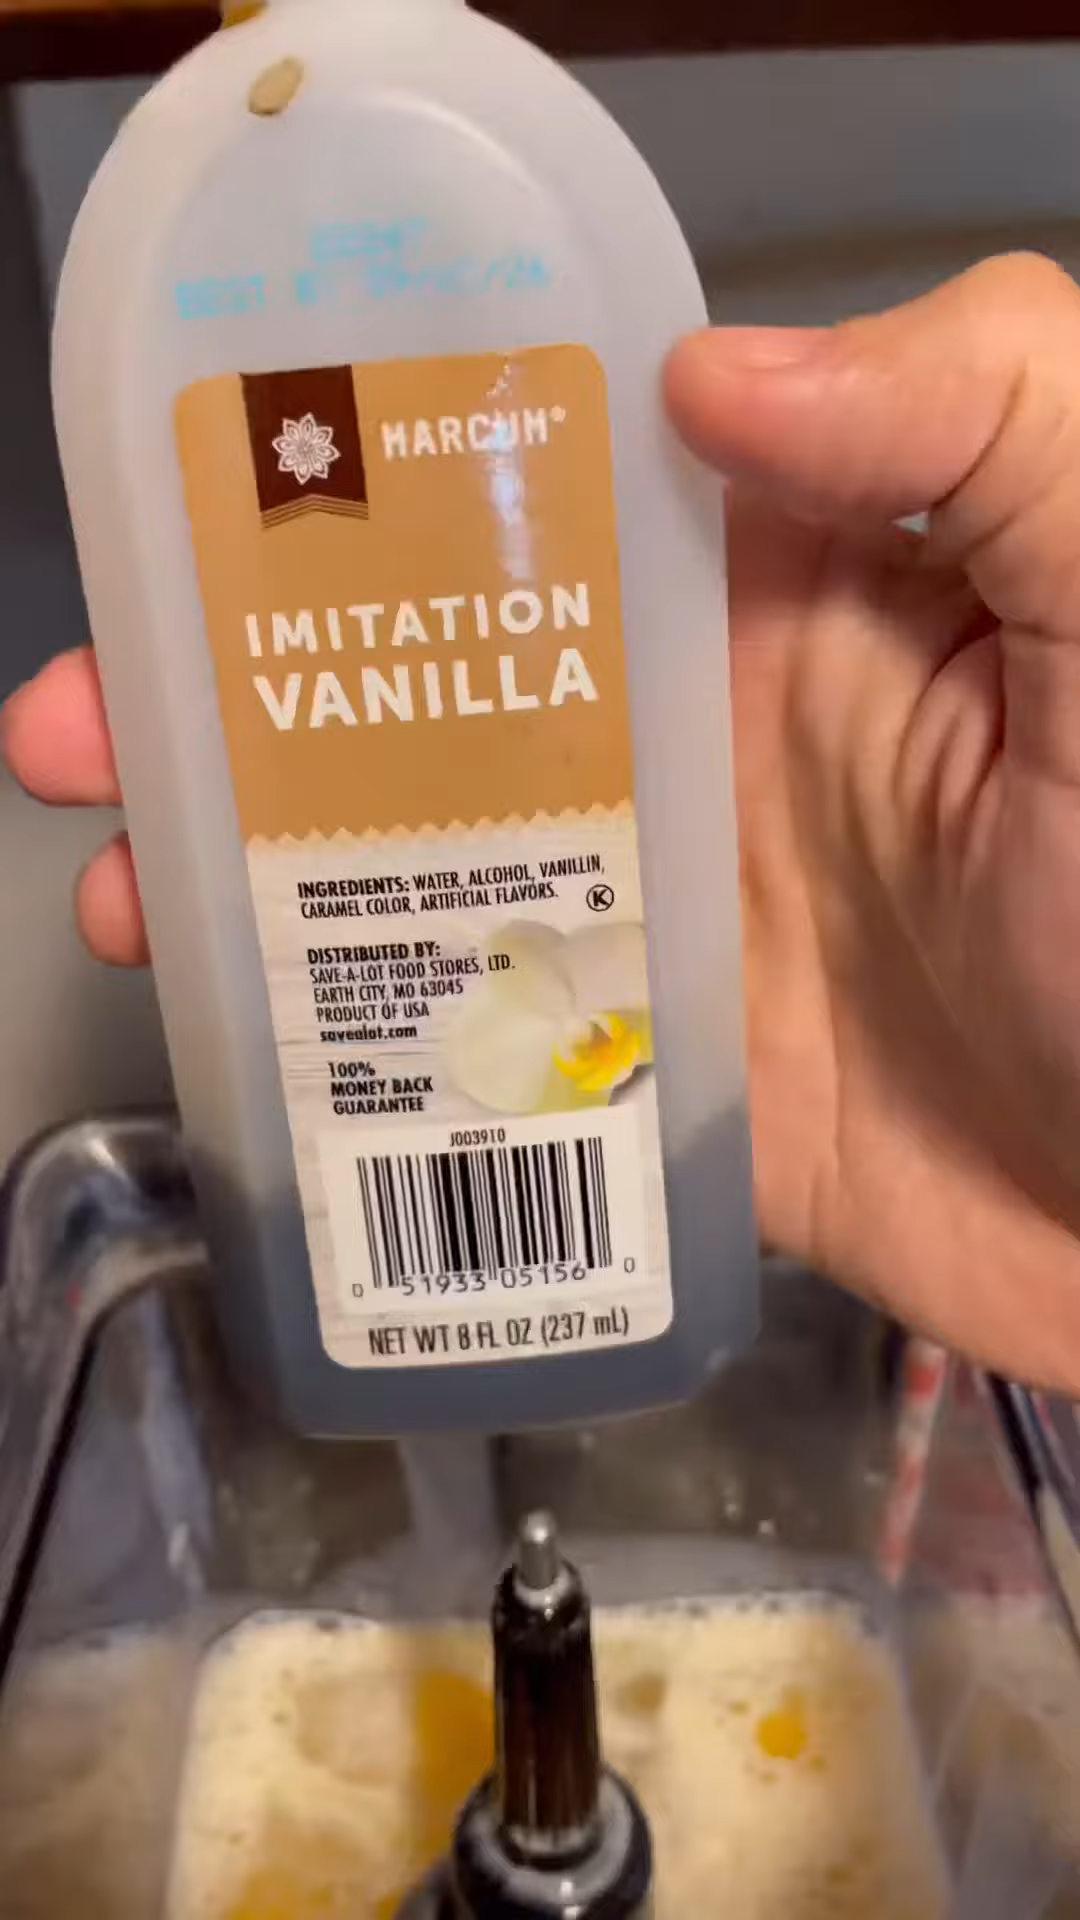 BEST
MARCUM®
IMITATION
VANILLA
INGREDIENTS: WATER, ALCOHOL, VANILLIN,
CARAMEL COLOR, ARTIFICIAL FLAVORS.
K
DISTRIBUTED BY:
SAVE-A-LOT FOOD STORES, LTD.
EARTH CITY, MO 63045
PRODUCT OF USA
savealot.com
100%
MONEY BACK
GUARANTEE
J003910
0 51933 05156 0
NET WT 8 FL OZ (237 mL)